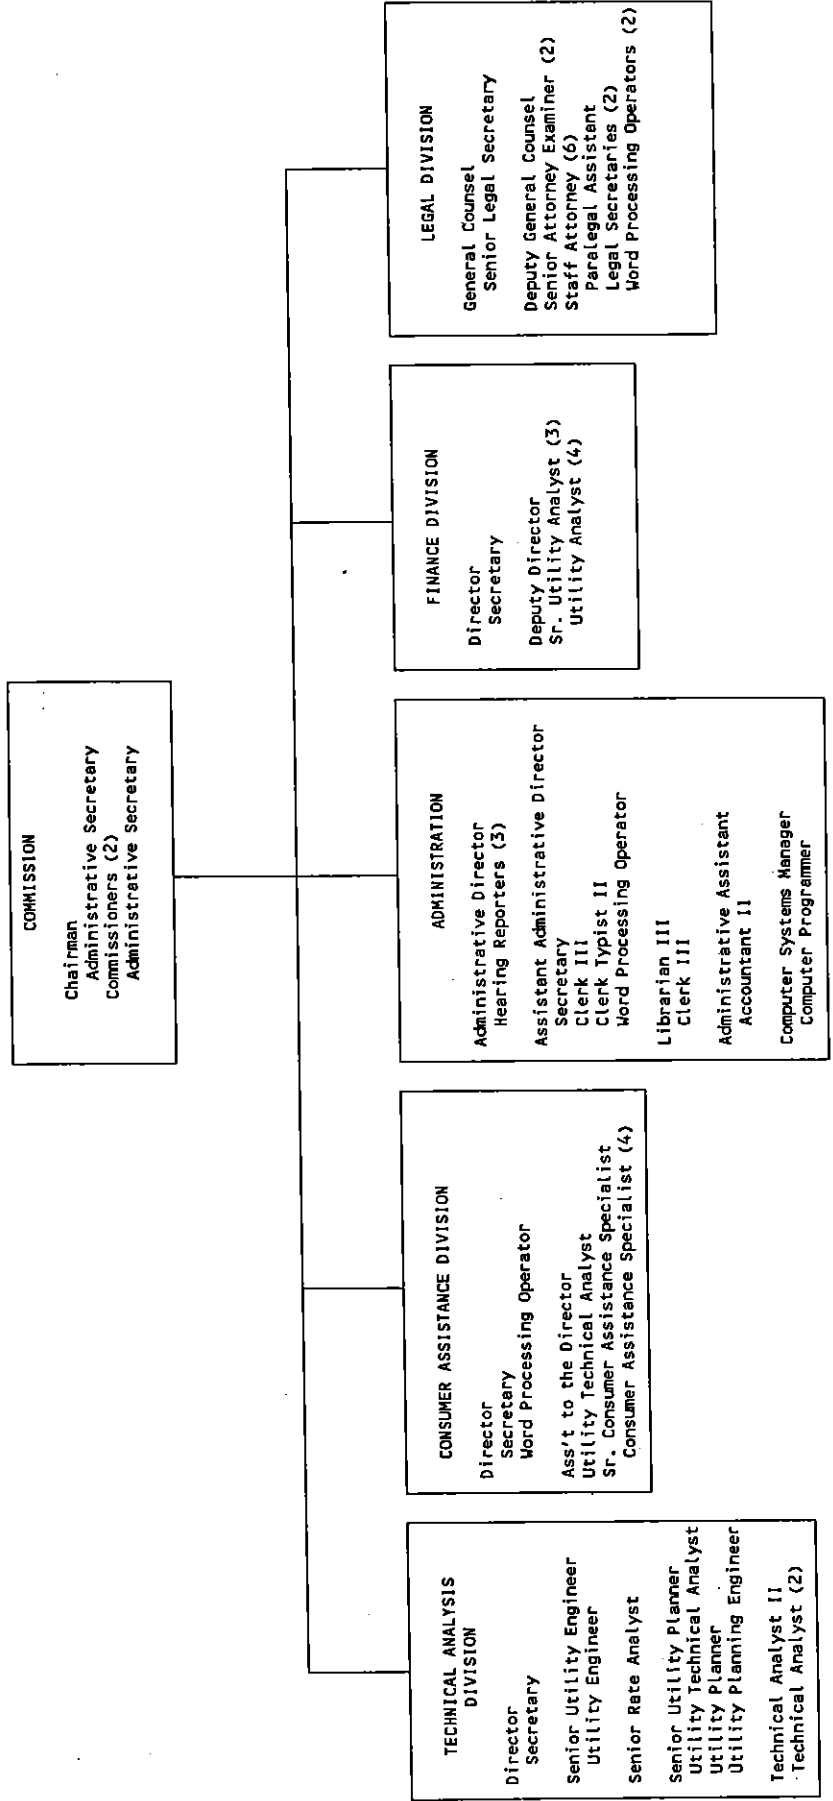 COMMISSION
Chairman
Administrative Secretary
Commissioners (2)
Administrative Secretary
TECHNICAL ANALYSIS
DIVISION
Director
Secretary
Senior Utility Engineer
Utility Engineer
Senior Rate Analyst
Senior Utility Planner
Utility Technical Analyst
Utility Planner
Utility Planning Engineer
Technical Analyst II
Technical Analyst (2)
CONSUMER ASSISTANCE DIVISION
Director
Secretary
Word Processing Operator
Ass't to the Director
Utility Technical Analyst
Sr. Consumer Assistance Specialist
Consumer Assistance Specialist (4)
ADMINISTRATION
Administrative Director
Hearing Reporters (3)
Assistant Administrative Director
Secretary
Clerk III
Clerk Typist II
Word Processing Operator
Librarian III
Clerk III
Administrative Assistant
Accountant II
Computer Systems Manager
Computer Programmer
FINANCE DIVISION
Director
Secretary
Deputy Director
Sr. Utility Analyst (3)
Utility Analyst (4)
LEGAL DIVISION
General Counsel
Senior Legal Secretary
Deputy General Counsel
Senior Attorney Examiner (2)
Staff Attorney (6)
Paralegal Assistant
Legal Secretaries (2)
Word Processing Operators (2)